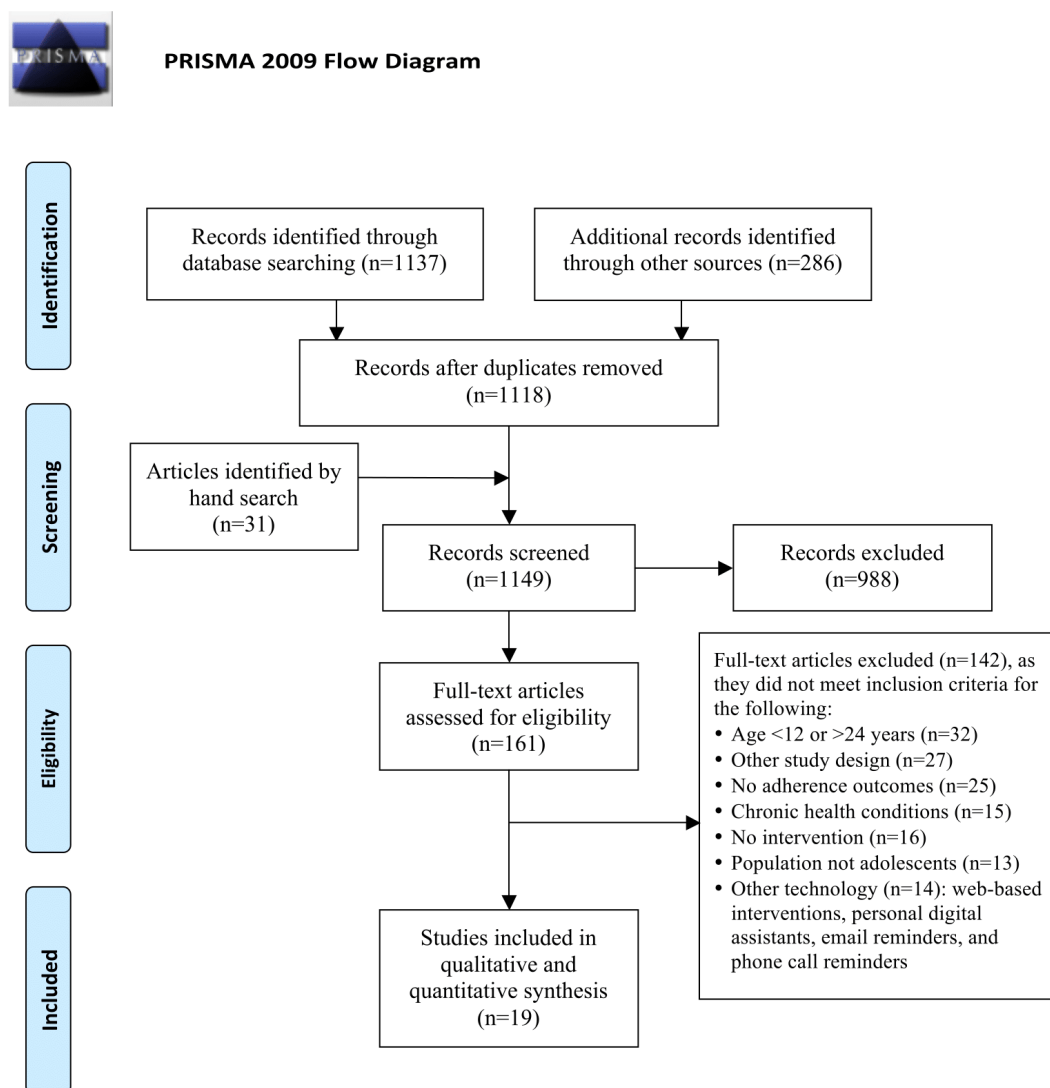 PRISMA
PRISMA 2009 Flow Diagram
Identification
Records identified through
database searching (n=1137)
Additional records identified
through other sources (n=286)
Records after duplicates removed
(n=1118)
Screening
Articles identified by
hand search
(n=31)
Records screened
(n=1149)
Records excluded
(n=988)
Eligibility
Full-text articles
assessed for eligibility
(n=161)
Full-text articles excluded (n=142), as
they did not meet inclusion criteria for
the following:
• Age <12 or >24 years (n=32)
• Other study design (n=27)
• No adherence outcomes (n=25)
• Chronic health conditions (n=15)
• No intervention (n=16)
• Population not adolescents (n=13)
• Other technology (n=14): web-based
interventions, personal digital
assistants, email reminders, and
phone call reminders
Included
Studies included in
qualitative and
quantitative synthesis
(n=19)